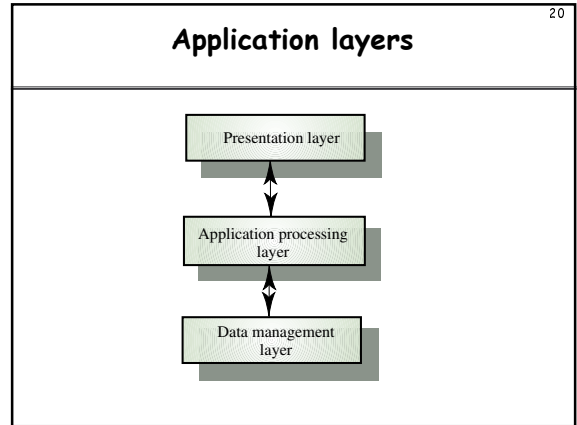 20
Application layers
Presentation layer
Application processing
layer
Data management
layer